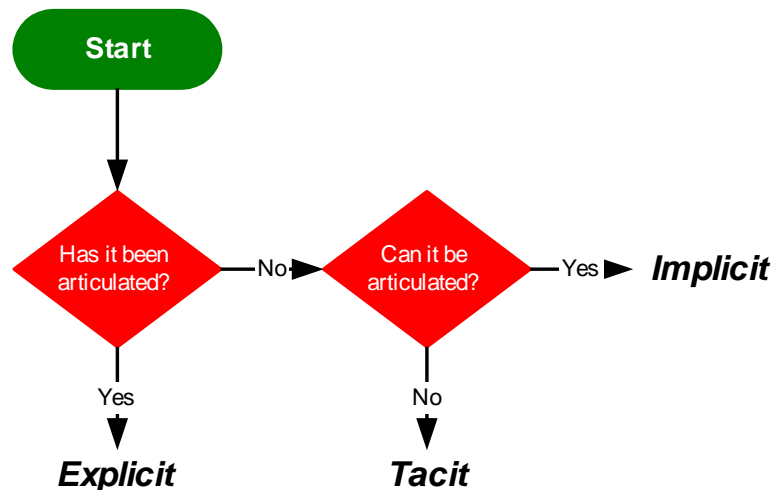 Start
Has it been
articulated?
No
Can it be
articulated?
Yes
Implicit
Yes
No
Explicit
Tacit